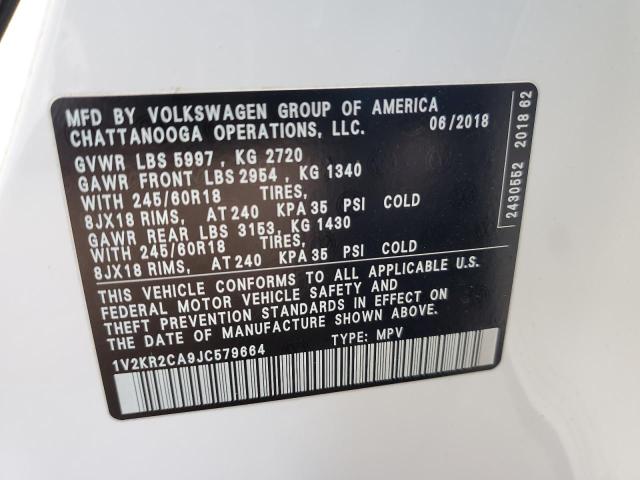 MFD BY VOLKSWAGEN GROUP OF AMERICA
CHATTANOOGA OPERATIONS, LLC. 06/2018
GVWR LBS 5997 , KG 2720
GAWR FRONT LBS 2954 , KG 1340
WITH 245/60R18 TIRES,
8JX18 RIMS, AT 240 KPA 35 PSI COLD
GAWR REAR LBS 3153, KG 1430
WITH 245/60R18 TIRES,
8JX18 RIMS, AT 240 KPA 35 PSI COLD
THIS VEHICLE CONFORMS TO ALL APPLICABLE U.S.
FEDERAL MOTOR VEHICLE SAFETY AND
THEFT PREVENTION STANDARDS IN EFFECT ON
THE DATE OF MANUFACTURE SHOWN ABOVE.
1V2KR2CA9JC579664 TYPE: MPV
2430552 2018 62